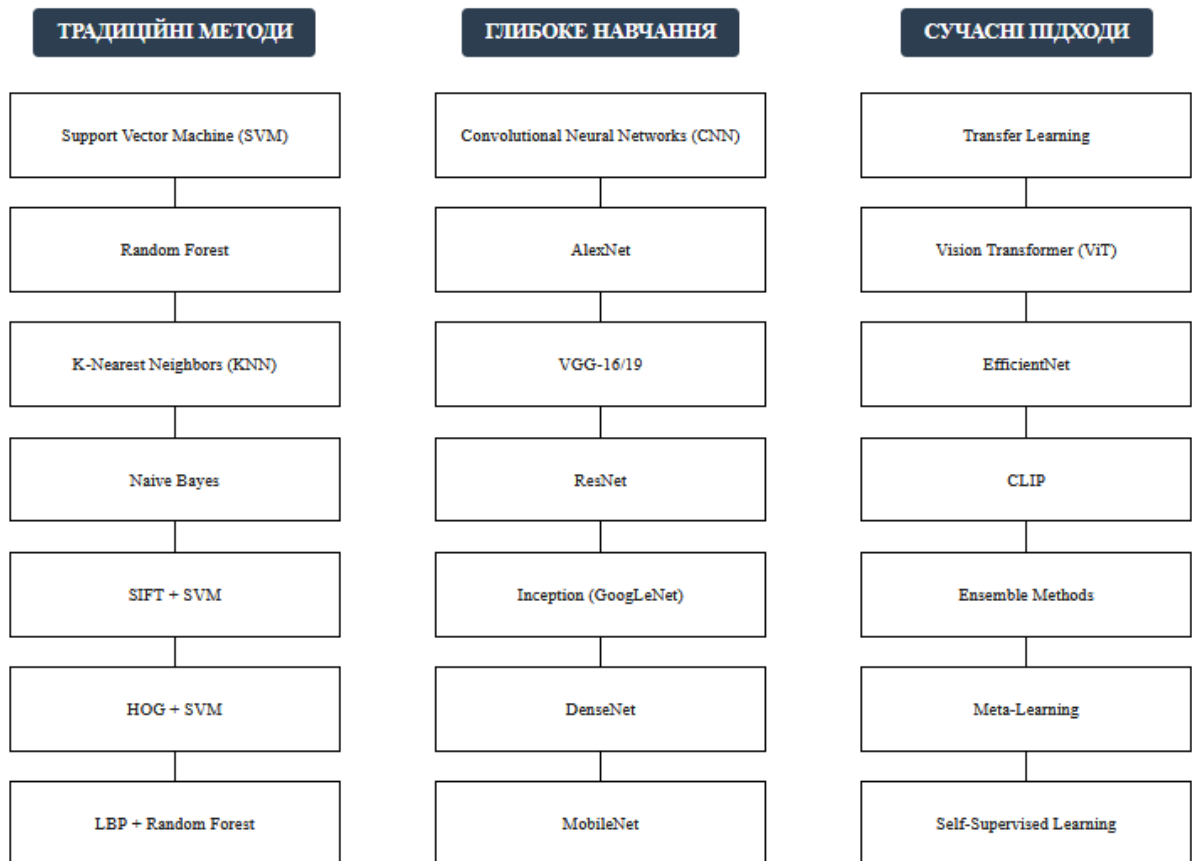 ТРАДИЦІЙНІ МЕТОДИ
Support Vector Machine (SVM)
Random Forest
K-Nearest Neighbors (KNN)
Naive Bayes
SIFT + SVM
HOG + SVM
LBP + Random Forest
ГЛИБОКЕ НАВЧАННЯ
Convolutional Neural Networks (CNN)
AlexNet
VGG-16/19
ResNet
Inception (GoogLeNet)
DenseNet
MobileNet
СУЧАСНІ ПІДХОДИ
Transfer Learning
Vision Transformer (ViT)
EfficientNet
CLIP
Ensemble Methods
Meta-Learning
Self-Supervised Learning